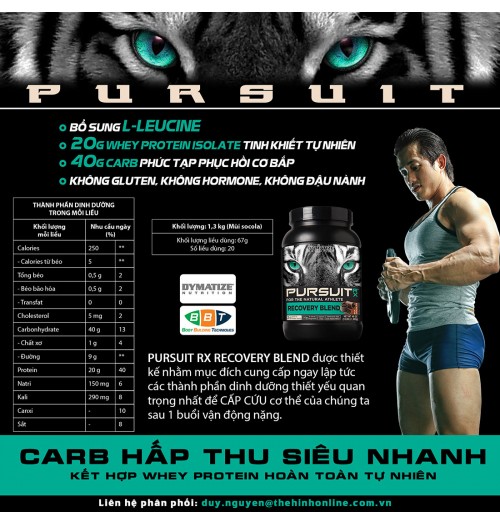 PURSUIT
BỔ SUNG L-LEUCINE
20G WHEY PROTEIN ISOLATE TINH KHIẾT TỰ NHIÊN
40G CARB PHỨC TẠP PHỤC HỒI CƠ BẮP
KHÔNG GLUTEN, KHÔNG HORMONE, KHÔNG ĐẬU NÀNH
THÀNH PHẦN DINH DƯỠNG
TRONG MỖI LIỀU
Khối lượng mỗi liều Nhu cầu ngày (%)
Calories 250 **
- Calories từ béo 5 **
Tổng béo 0,5 g 2
- Béo bão hòa 0,5 g 2
- Transfat 0 0
Cholesterol 5 mg 2
Carbonhydrate 40 g 13
- Chất xơ 1 g 4
- Đường 9 g **
Protein 20 g 40
Natri 150 mg 6
Kali 290 mg 8
Canxi - 10
Sắt - 8
Khối lượng: 1,3 kg (Mùi socola)
Khối lượng liều dùng: 67g
Số liều dùng: 20
DYMATIZE
NUTRITION
BBT
BODY BUILDING TECHNIQUES
PURSUIT RX
FOR THE NATURAL ATHLETE
RECOVERY BLEND
PURSUIT RX RECOVERY BLEND được thiết
kế nhằm mục đích cung cấp ngay lập tức
các thành phần dinh dưỡng thiết yếu quan
trọng nhất để CẤP CỨU cơ thể của chúng ta
sau 1 buổi vận động nặng.
CARB HẤP THU SIÊU NHANH
KẾT HỢP WHEY PROTEIN HOÀN TOÀN TỰ NHIÊN
Liên hệ phân phối: duy.nguyen@thehinhonline.com.vn